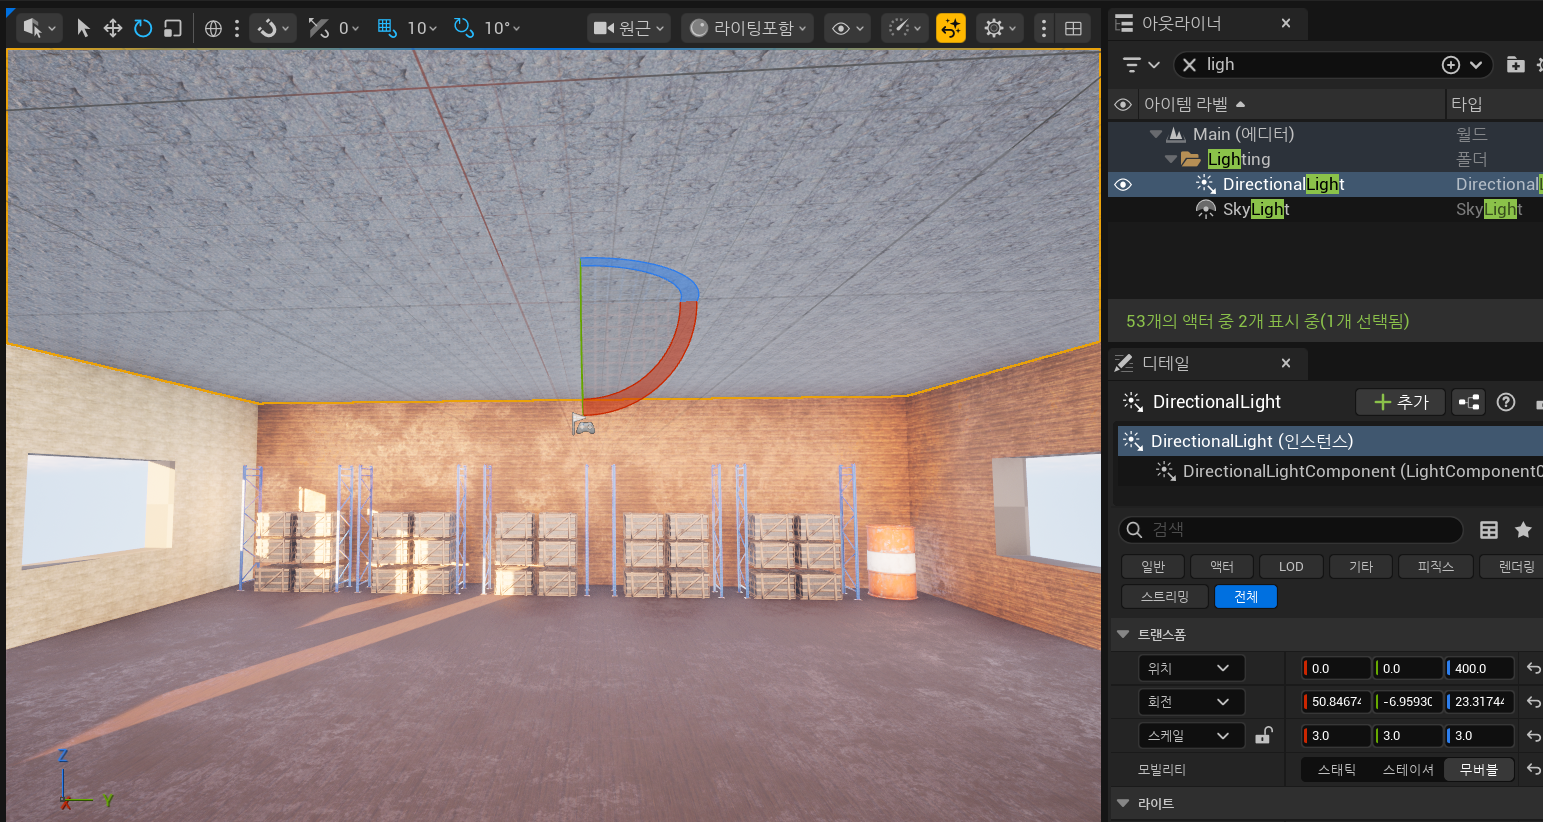 0
10
10°
원근
라이팅포함
Z
X
Y
아웃라이너
ligh
아이템 라벨
타입
Main (에디터)
월드
Lighting
폴더
DirectionalLight
DirectionalL
SkyLight
SkyLight
53개의 액터 중 2개 표시 중(1개 선택됨)
디테일
DirectionalLight
추가
DirectionalLight (인스턴스)
DirectionalLightComponent (LightComponent0
검색
일반
액터
LOD
기타
피직스
렌더링
스트리밍
전체
트랜스폼
위치
0.0
0.0
400.0
회전
50.84674
-6.95930
23.31744
스케일
3.0
3.0
3.0
모빌리티
스태틱
스테이셔
무버블
라이트